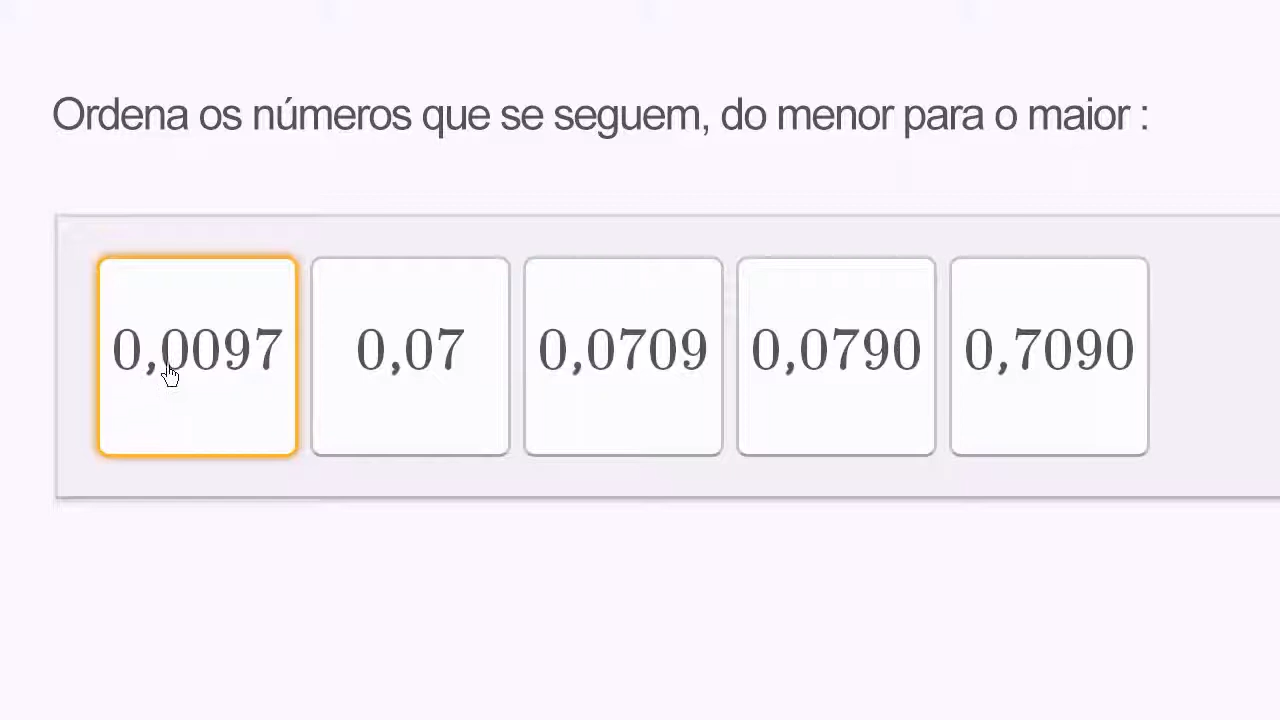 Ordena os números que se seguem, do menor para o maior :
0,0097 0,07 0,0709 0,0790 0,7090